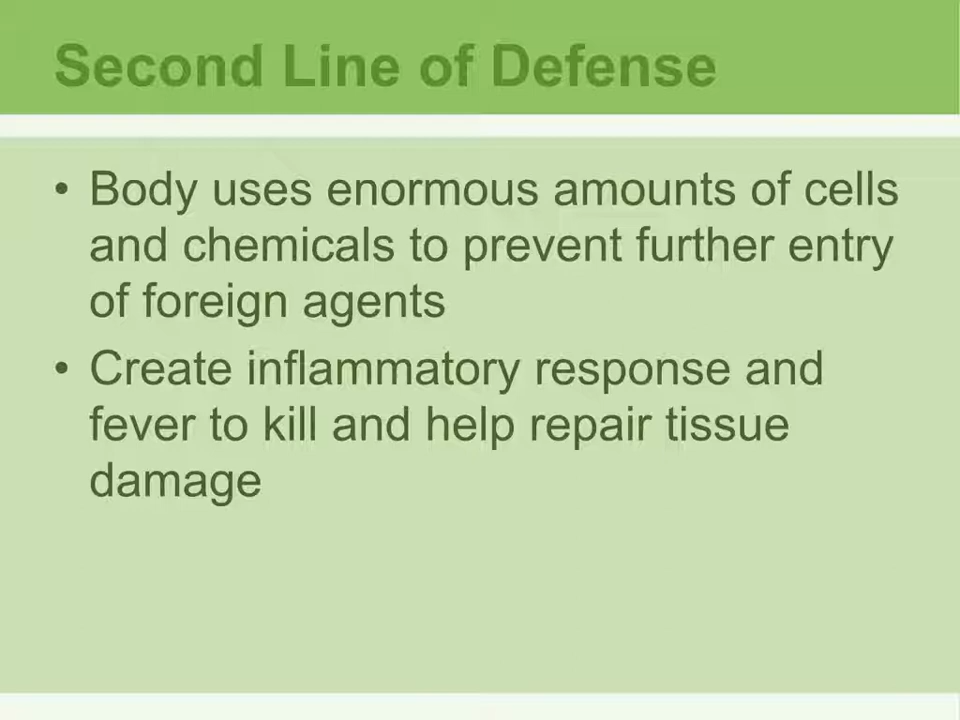 Second Line of Defense
• Body uses enormous amounts of cells
and chemicals to prevent further entry
of foreign agents
• Create inflammatory response and
fever to kill and help repair tissue
damage